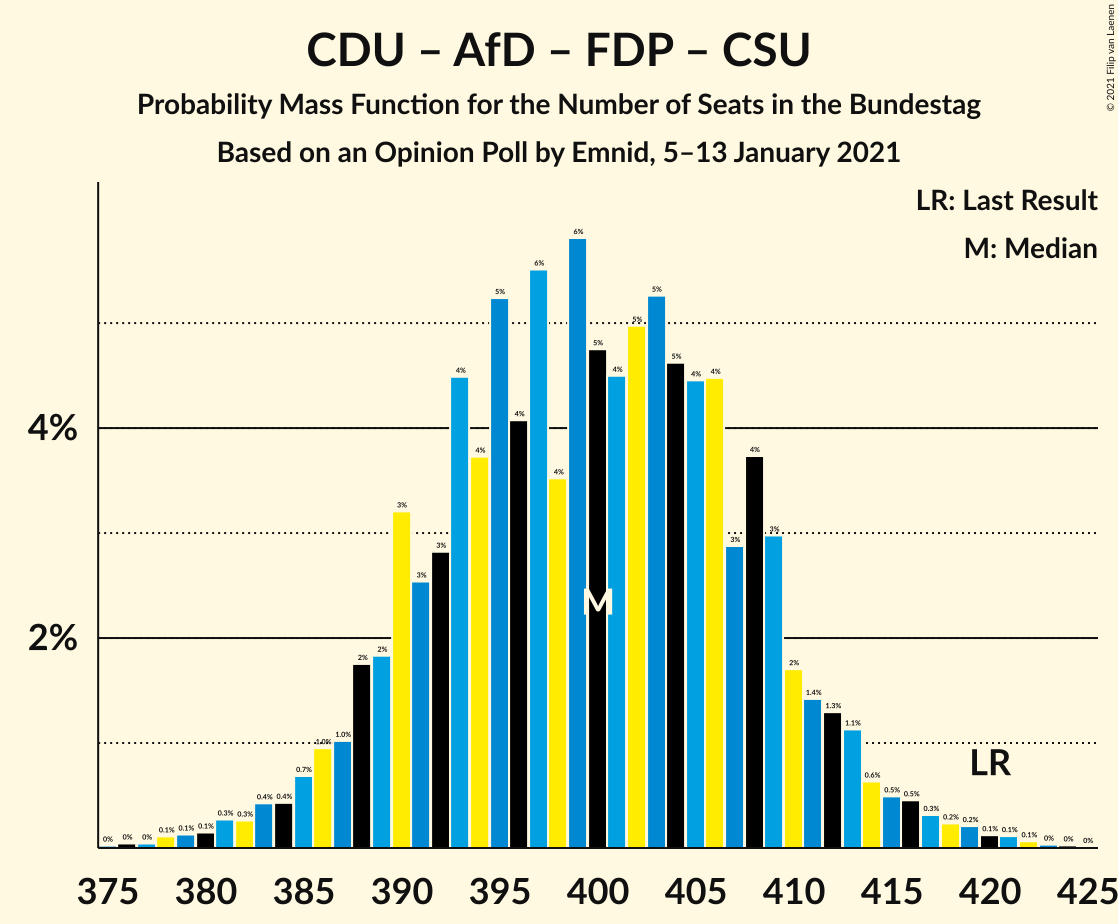 CDU – AfD – FDP – CSU
Probability Mass Function for the Number of Seats in the Bundestag
Based on an Opinion Poll by Emnid, 5–13 January 2021
© 2021 Filip van Laenen
LR: Last Result
M: Median
4%
2%
0% 0% 0% 0.1% 0.1% 0.1% 0.3% 0.3% 0.4% 0.4% 0.7% 1.0% 1.0% 2% 2% 3% 3% 3% 4% 4% 5% 4% 6% 4% 6% 5% 4% 5% 5% 5% 4% 4% 3% 4% 3% 2% 1.4% 1.3% 1.1% 0.6% 0.5% 0.5% 0.3% 0.2% 0.2% 0.1% 0.1% 0.1% 0% 0% 0%
M
LR
375 380 385 390 395 400 405 410 415 420 425